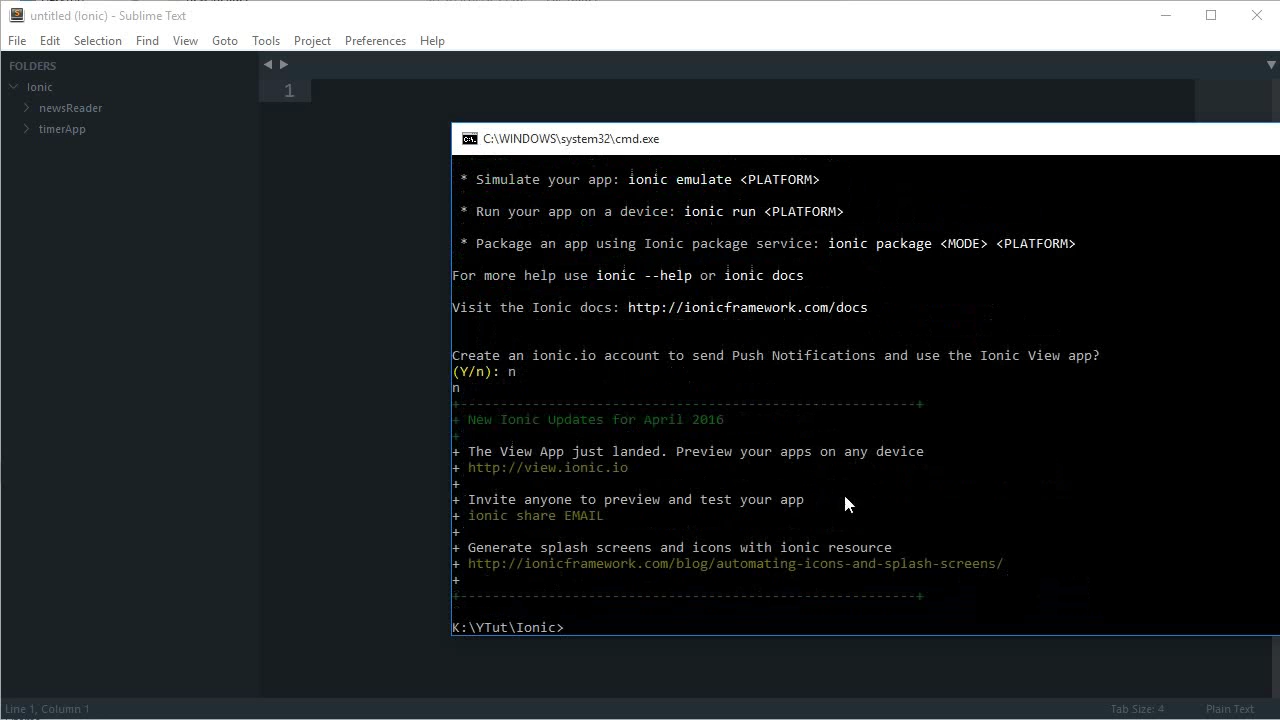 untitled (Ionic) - Sublime Text
File Edit Selection Find View Goto Tools Project Preferences Help
FOLDERS
Ionic
newsReader
timerApp
1
C:\WINDOWS\system32\cmd.exe
* Simulate your app: ionic emulate <PLATFORM>
* Run your app on a device: ionic run <PLATFORM>
* Package an app using Ionic package service: ionic package <MODE> <PLATFORM>
For more help use ionic --help or ionic docs
Visit the Ionic docs: http://ionicframework.com/docs
Create an ionic.io account to send Push Notifications and use the Ionic View app?
(Y/n): n
n
+---------------------------------------------------------+
+ New Ionic Updates for April 2016
+
+ The View App just landed. Preview your apps on any device
+ http://view.ionic.io
+
+ Invite anyone to preview and test your app
+ ionic share EMAIL
+
+ Generate splash screens and icons with ionic resource
+ http://ionicframework.com/blog/automating-icons-and-splash-screens/
+
+---------------------------------------------------------+
K:\YTut\Ionic>
Line 1, Column 1
Tab Size: 4
Plain Text